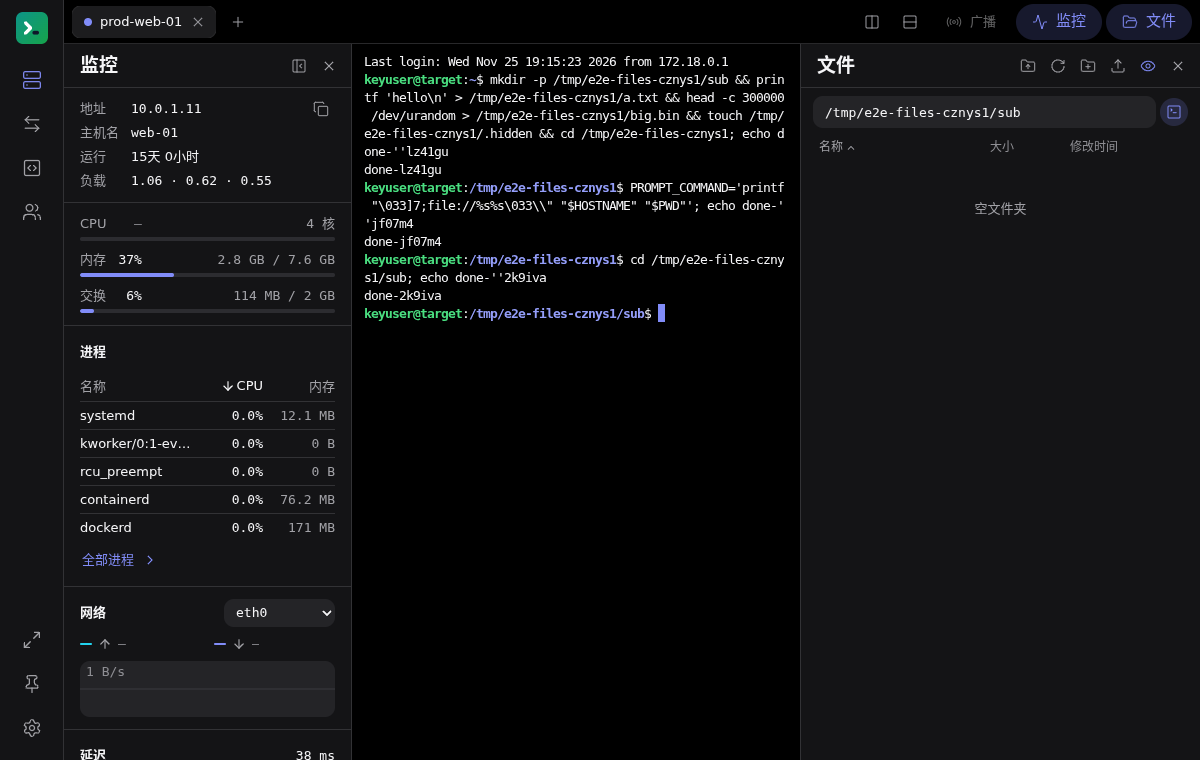 prod-web-01
广播
监控
文件
监控
地址 10.0.1.11
主机名 web-01
运行 15天 0小时
负载 1.06 · 0.62 · 0.55
CPU — 4 核
内存 37% 2.8 GB / 7.6 GB
交换 6% 114 MB / 2 GB
进程
名称 CPU 内存
systemd 0.0% 12.1 MB
kworker/0:1-ev… 0.0% 0 B
rcu_preempt 0.0% 0 B
containerd 0.0% 76.2 MB
dockerd 0.0% 171 MB
全部进程
网络 eth0
— —
1 B/s
延迟 38 ms
Last login: Wed Nov 25 19:15:23 2026 from 172.18.0.1
keyuser@target:~$ mkdir -p /tmp/e2e-files-cznys1/sub && prin
tf 'hello\n' > /tmp/e2e-files-cznys1/a.txt && head -c 300000
/dev/urandom > /tmp/e2e-files-cznys1/big.bin && touch /tmp/
e2e-files-cznys1/.hidden && cd /tmp/e2e-files-cznys1; echo d
one-''lz41gu
done-lz41gu
keyuser@target:/tmp/e2e-files-cznys1$ PROMPT_COMMAND='printf
"\033]7;file://%s%s\033\\" "$HOSTNAME" "$PWD"'; echo done-'
'jf07m4
done-jf07m4
keyuser@target:/tmp/e2e-files-cznys1$ cd /tmp/e2e-files-czny
s1/sub; echo done-''2k9iva
done-2k9iva
keyuser@target:/tmp/e2e-files-cznys1/sub$
文件
/tmp/e2e-files-cznys1/sub
名称 大小 修改时间
空文件夹